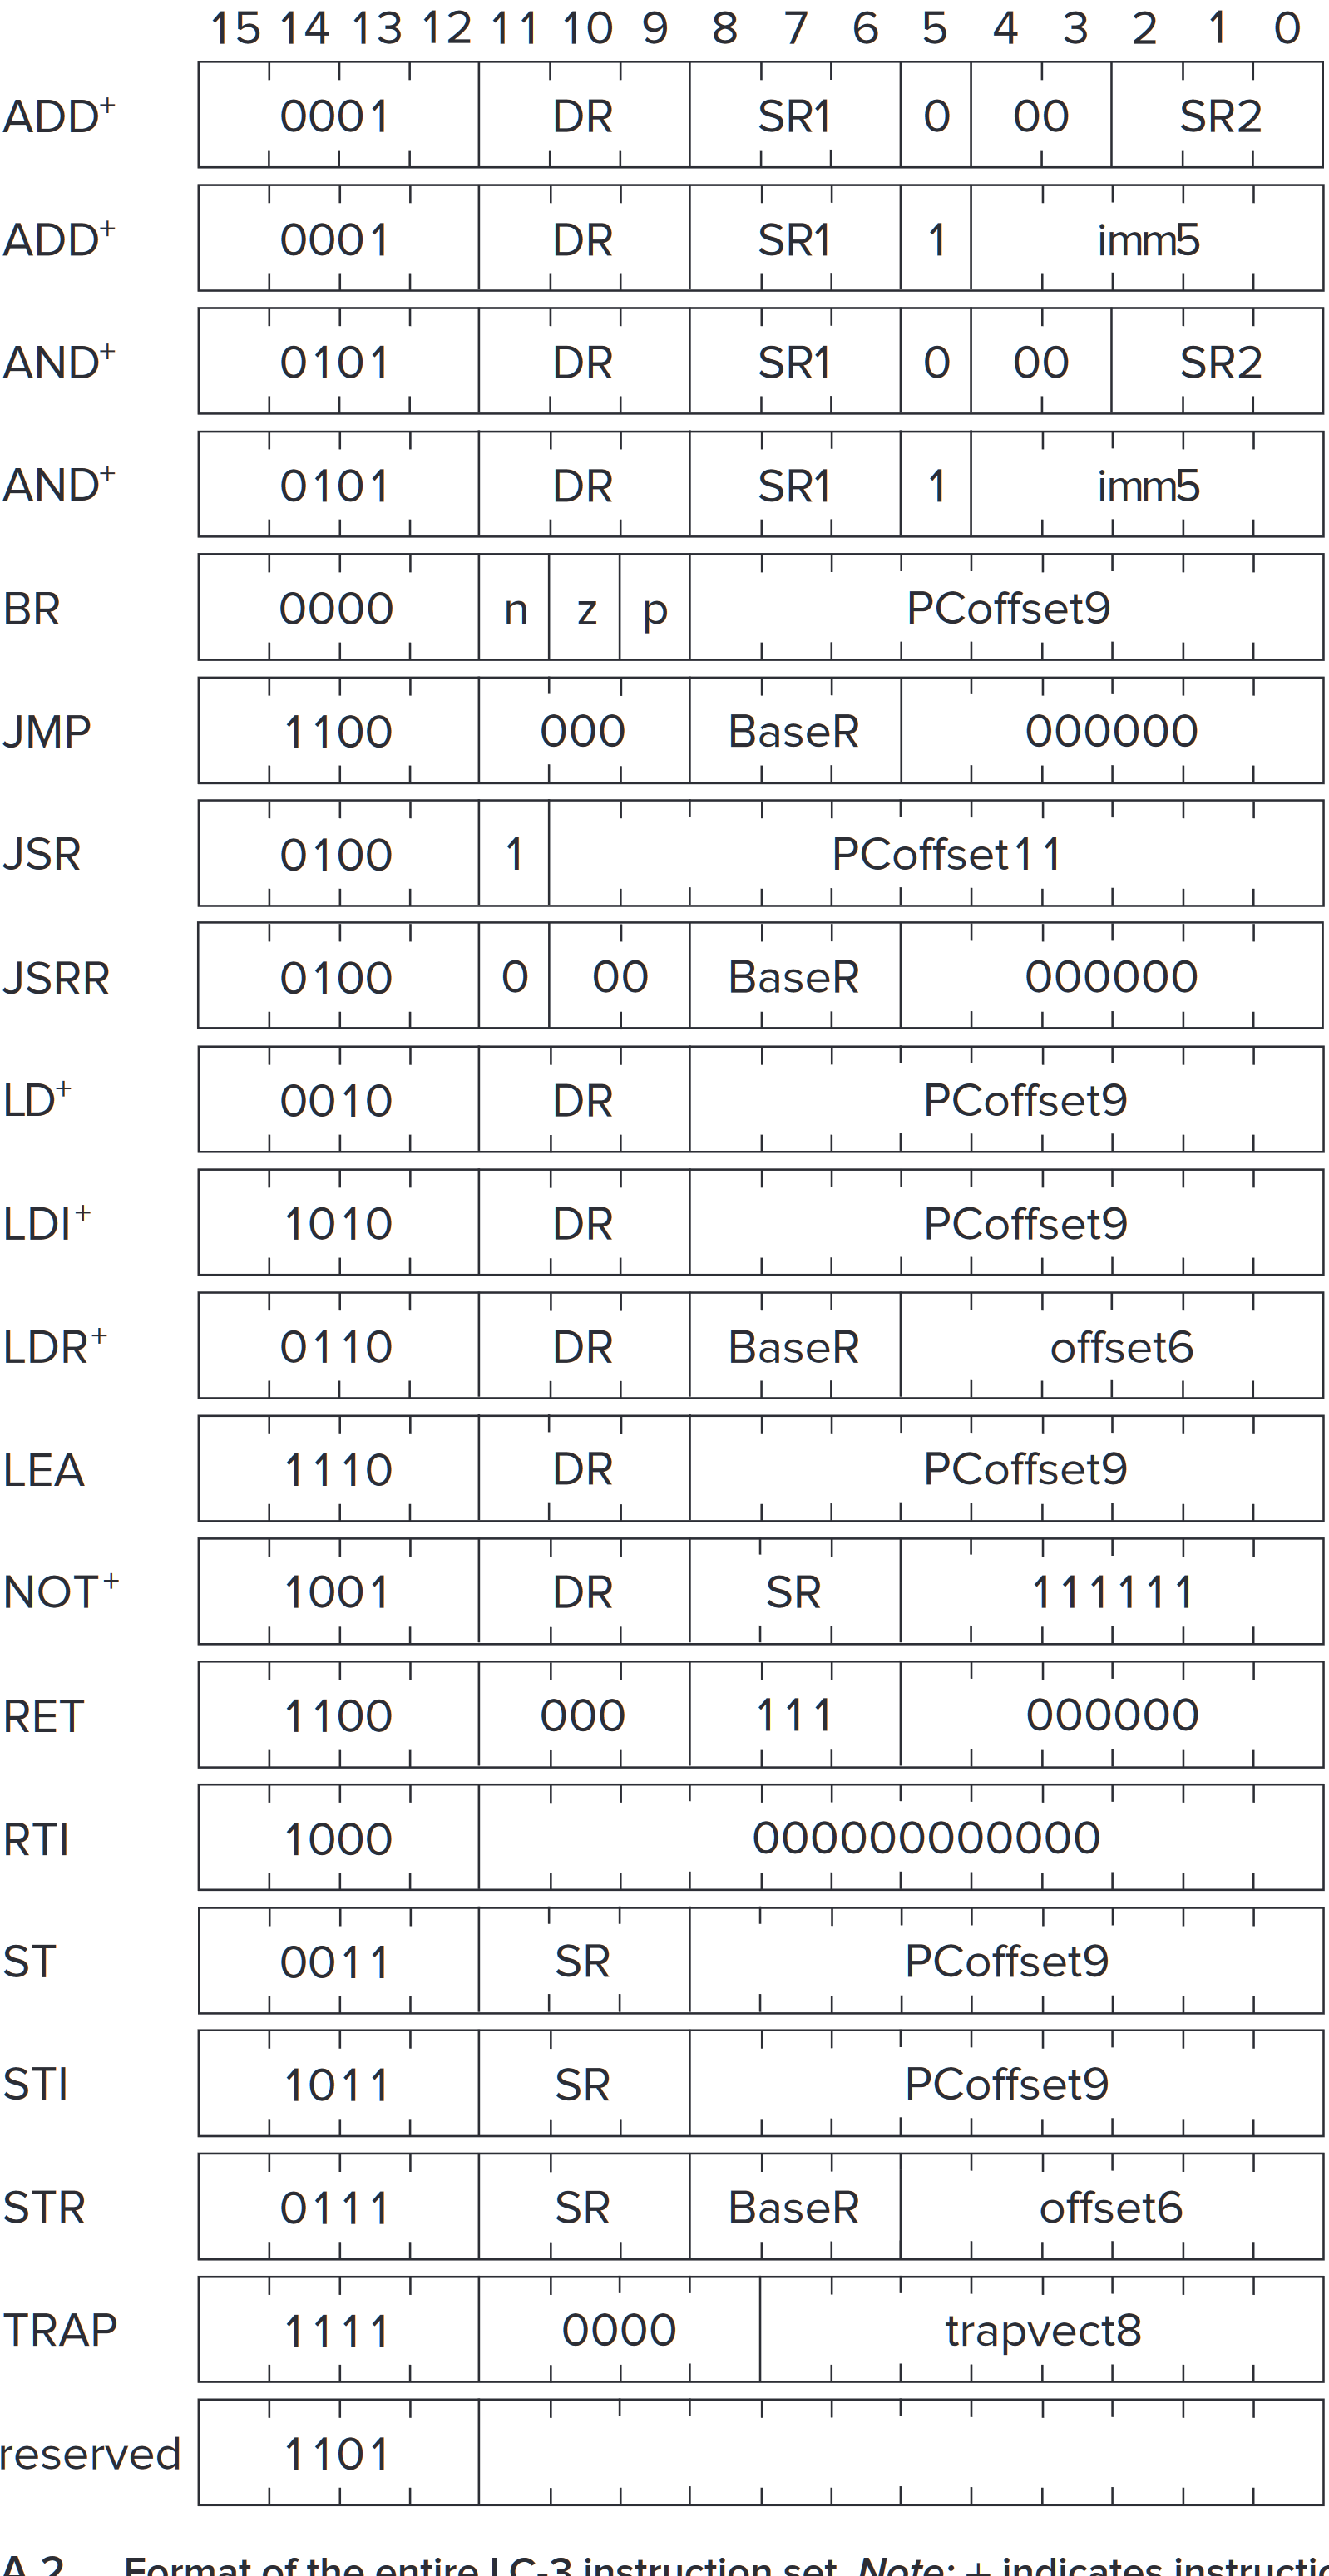 15 14 13 12 11 10 9 8 7 6 5 4 3 2 1 0
ADD+ 0001 DR SR1 0 00 SR2
ADD+ 0001 DR SR1 1 imm5
AND+ 0101 DR SR1 0 00 SR2
AND+ 0101 DR SR1 1 imm5
BR 0000 n z p PCoffset9
JMP 1100 000 BaseR 000000
JSR 0100 1 PCoffset11
JSRR 0100 0 00 BaseR 000000
LD+ 0010 DR PCoffset9
LDI+ 1010 DR PCoffset9
LDR+ 0110 DR BaseR offset6
LEA 1110 DR PCoffset9
NOT+ 1001 DR SR 111111
RET 1100 000 111 000000
RTI 1000 000000000000
ST 0011 SR PCoffset9
STI 1011 SR PCoffset9
STR 0111 SR BaseR offset6
TRAP 1111 0000 trapvect8
reserved 1101
A.2 Format of the entire LC-3 instruction set. Note: + indicates